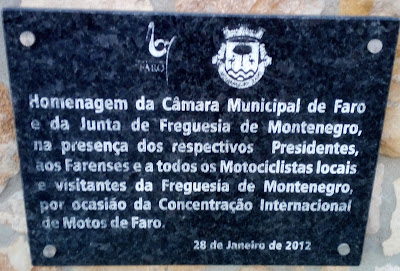 FARO
Homenagem da Câmara Municipal de Faro
e da Junta de Freguesia de Montenegro,
na presença dos respectivos Presidentes,
aos Farenses e a todos os Motociclistas locais
e visitantes da Freguesia de Montenegro,
por ocasião da Concentração Internacional
de Motos de Faro.
28 de Janeiro de 2012